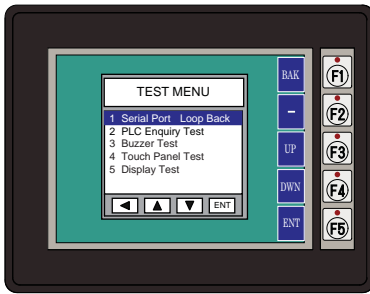 TEST MENU
1 Serial Port Loop Back
2 PLC Enquiry Test
3 Buzzer Test
4 Touch Panel Test
5 Display Test
ENT
BAK
–
UP
DWN
ENT
F1
F2
F3
F4
F5